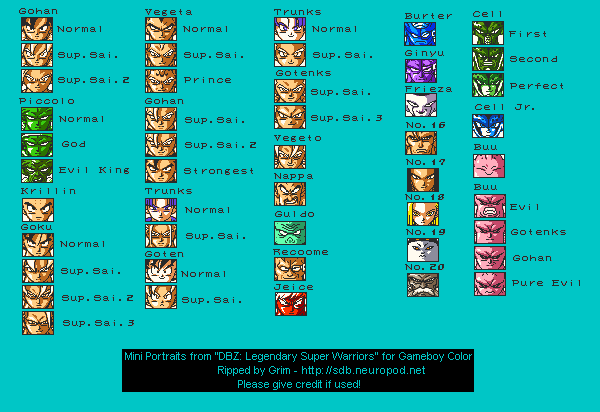 Gohan
Normal
Sup.Sai.
Sup.Sai.2
Piccolo
Normal
God
Evil King
Krillin
Goku
Normal
Sup.Sai.
Sup.Sai.2
Sup.Sai.3
Vegeta
Normal
Sup.Sai.
Prince
Gohan
Sup.Sai.
Sup.Sai.2
Strongest
Trunks
Normal
Sup.Sai.
Goten
Normal
Sup.Sai.
Trunks
Normal
Sup.Sai.
Gotenks
Sup.Sai.
Sup.Sai.3
Vegeto
Nappa
Guldo
Recoome
Jeice
Burter
Ginyu
Frieza
No.16
No.17
No.18
No.19
No.20
Cell
First
Second
Perfect
Cell Jr.
Buu
Buu
Evil
Gotenks
Gohan
Pure Evil
Mini Portraits from "DBZ: Legendary Super Warriors" for Gameboy Color
Ripped by Grim - http://sdb.neuropod.net
Please give credit if used!